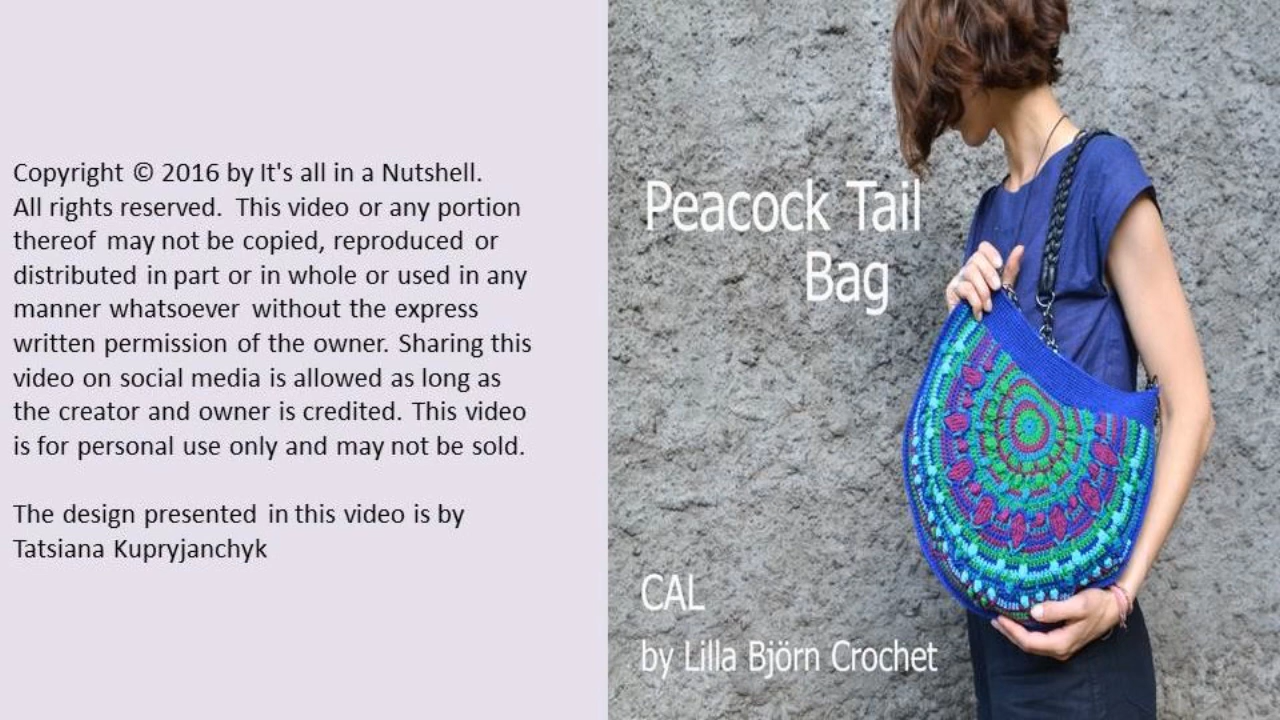 Copyright © 2016 by It's all in a Nutshell.
All rights reserved.  This video or any portion
thereof may not be copied, reproduced or
distributed in part or in whole or used in any
manner whatsoever without the express
written permission of the owner. Sharing this
video on social media is allowed as long as
the creator and owner is credited. This video
is for personal use only and may not be sold.

The design presented in this video is by
Tatsiana Kupryjanchyk

Peacock Tail
Bag
CAL
by Lilla Björn Crochet